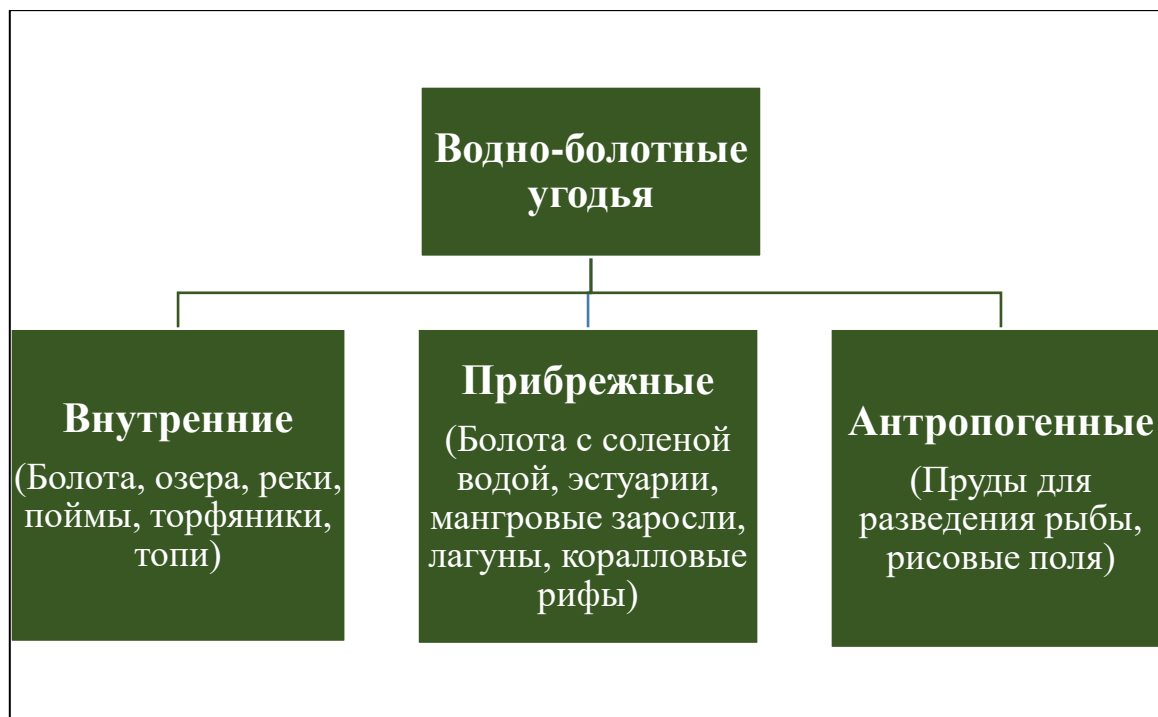 Водно-болотные
угодья
Внутренние
(Болота, озера, реки,
поймы, торфяники,
топи)
Прибрежные
(Болота с соленой
водой, эстуарии,
мангровые заросли,
лагуны, коралловые
рифы)
Антропогенные
(Пруды для
разведения рыбы,
рисовые поля)